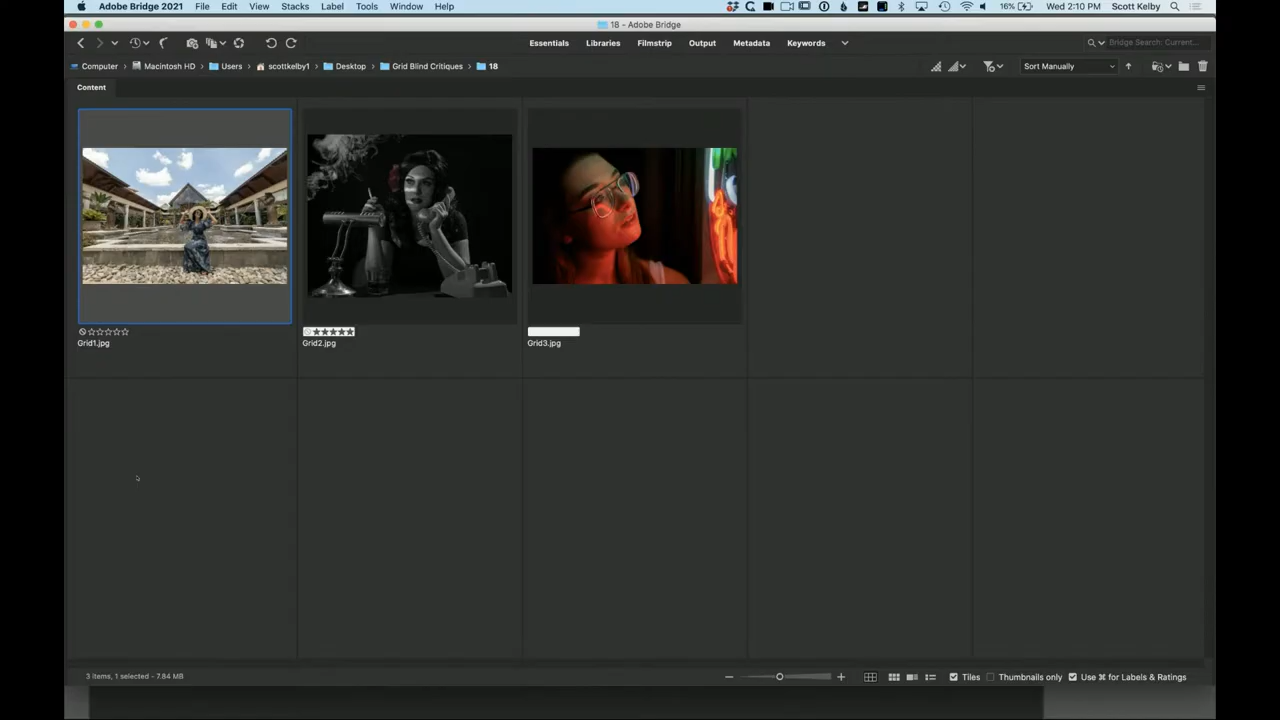 Adobe Bridge 2021 File Edit View Stacks Label Tools Window Help 16% Wed 2:10 PM Scott Kelby
18 - Adobe Bridge
Essentials Libraries Filmstrip Output Metadata Keywords Bridge Search: Current...
Computer Macintosh HD Users scottkelby1 Desktop Grid Blind Critiques 18 Sort Manually
Content
Grid1.jpg Grid2.jpg Grid3.jpg
3 items, 1 selected - 7.84 MB Tiles Thumbnails only Use ⌘ for Labels & Ratings